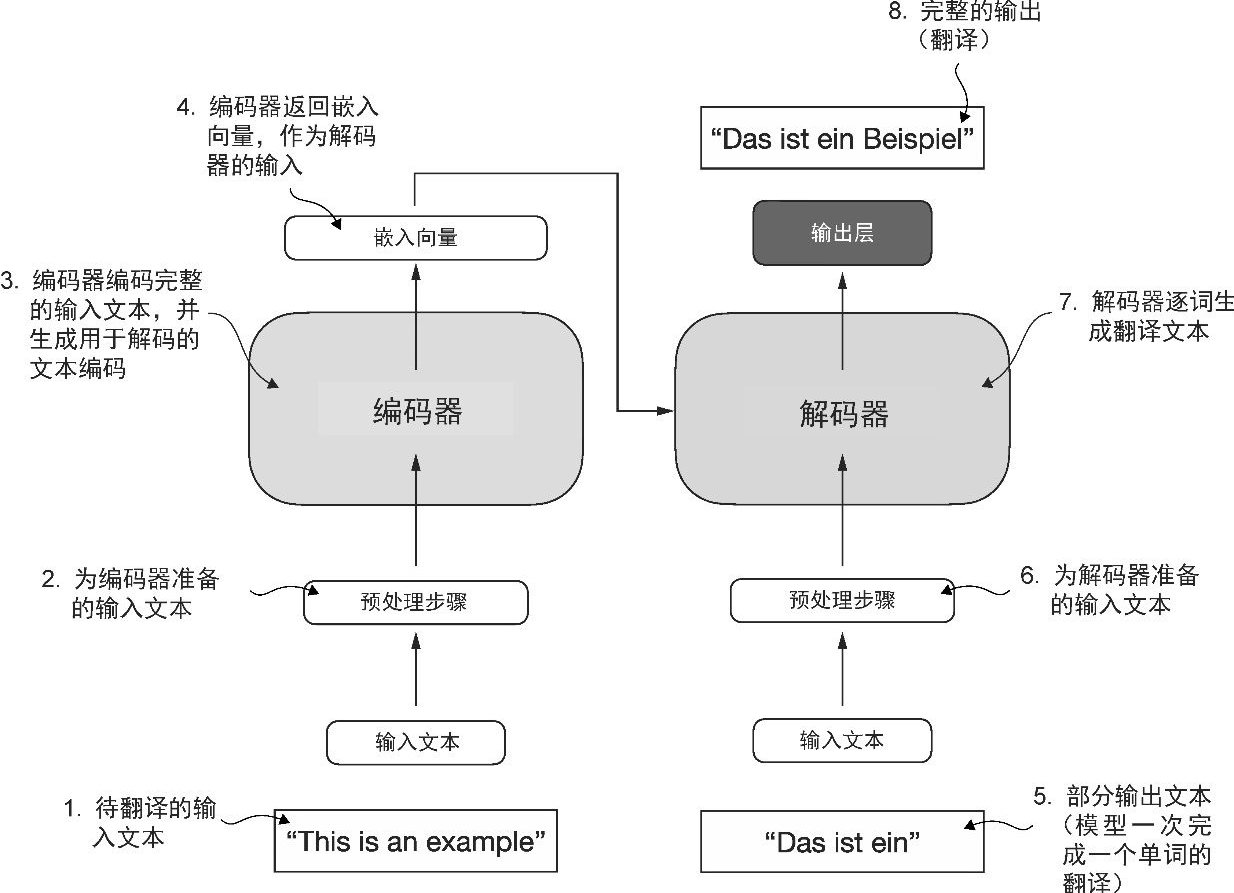 8. 完整的输出
（翻译）
4. 编码器返回嵌入
向量，作为解码
器的输入
“Das ist ein Beispiel”
嵌入向量
输出层
3. 编码器编码完整
的输入文本，并
生成用于解码的
文本编码
7. 解码器逐词生
成翻译文本
编码器
解码器
2. 为编码器准备
的输入文本
预处理步骤
预处理步骤
6. 为解码器准备
的输入文本
输入文本
输入文本
1. 待翻译的输
入文本
“This is an example”
“Das ist ein”
5. 部分输出文本
（模型一次完
成一个单词的
翻译）